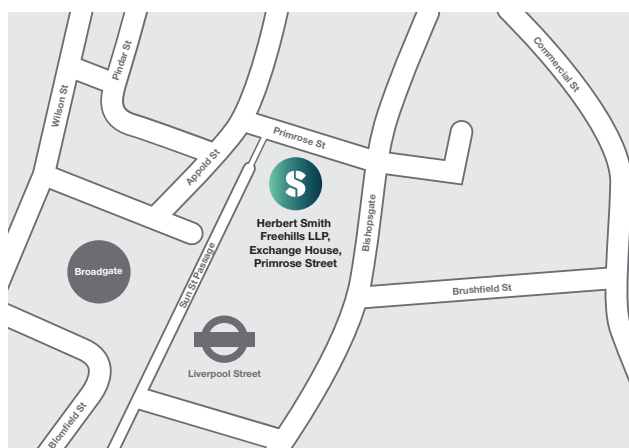 Pindar St
Commercial St
Wilson St
Primrose St
Appold St
S
Herbert Smith
Freehills LLP,
Exchange House,
Primrose Street
Bishopsgate
Broadgate
Sun St Passage
Brushfield St
Liverpool Street
Blomfield St